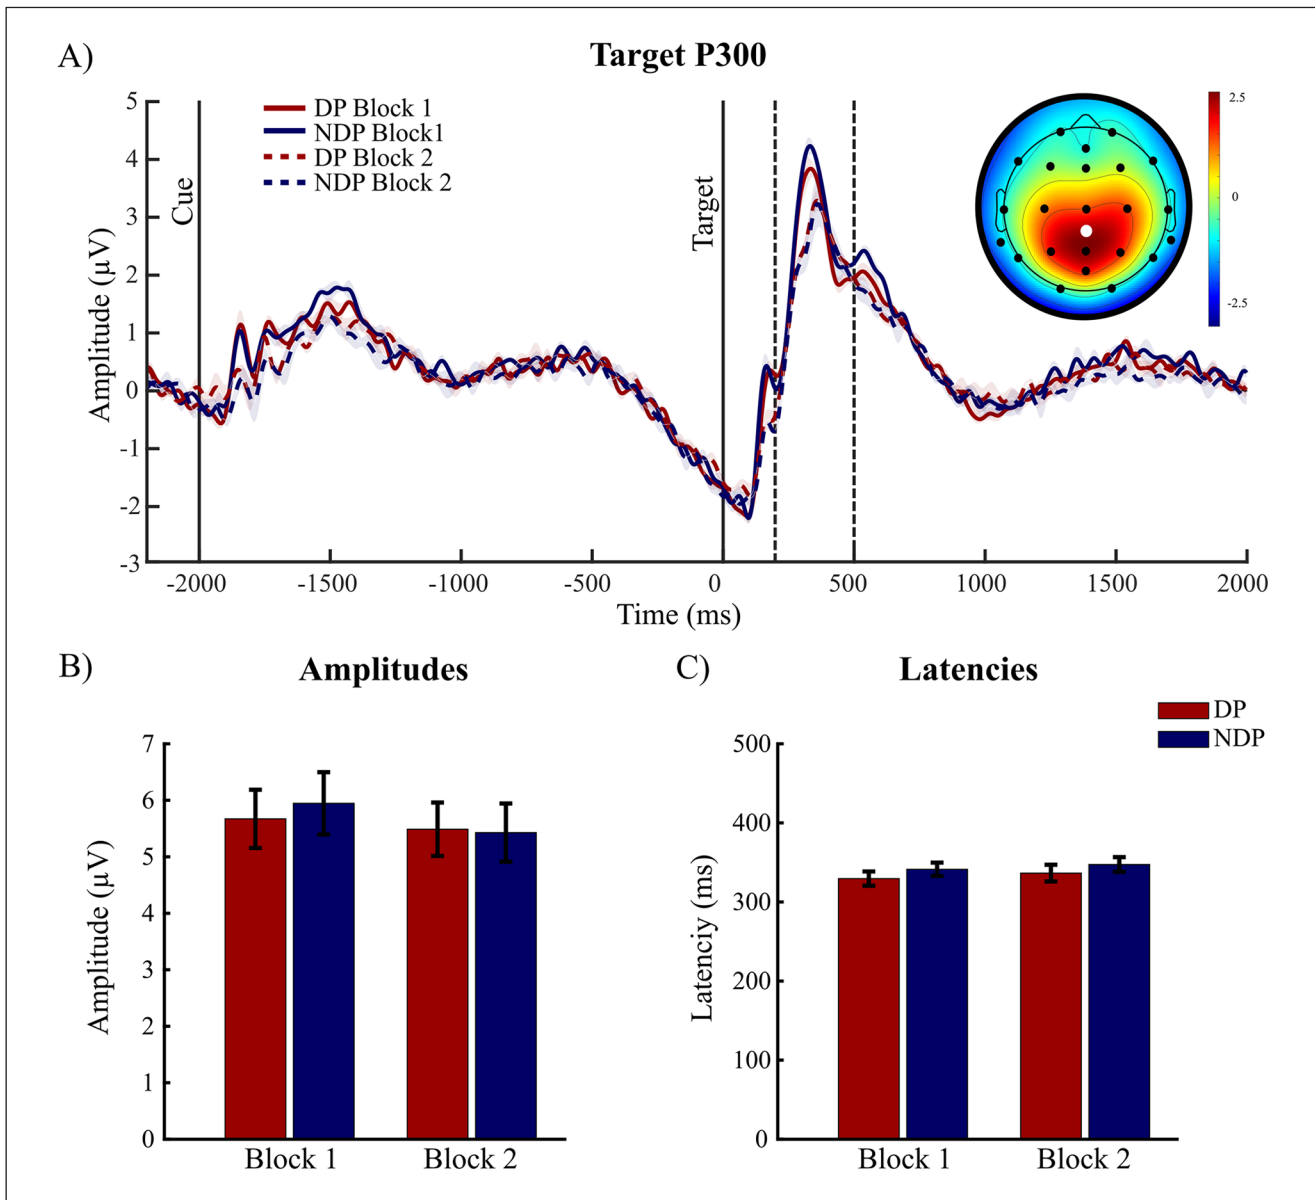 A)
Target P300
DP Block 1
NDP Block1
DP Block 2
NDP Block 2
Cue
Target
Amplitude (μV)
5
4
3
2
1
0
-1
-2
-3
-2000 -1500 -1000 -500 0 500 1000 1500 2000
Time (ms)
2.5
0
-2.5
B)
Amplitudes
Amplitude (μV)
7
6
5
4
3
2
1
0
Block 1 Block 2
C)
Latencies
DP
NDP
Latenciy (ms)
500
400
300
200
100
0
Block 1 Block 2